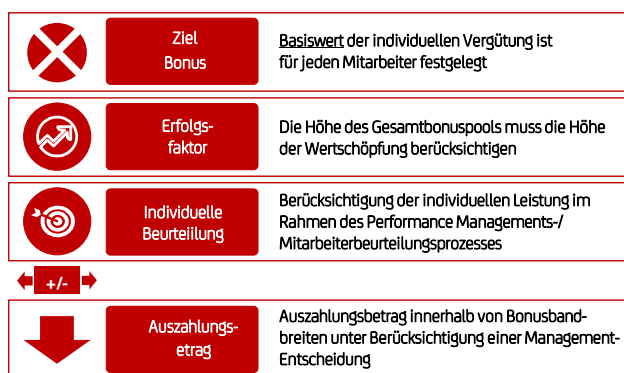 Ziel
Bonus
Basiswert der individuellen Vergütung ist
für jeden Mitarbeiter festgelegt
Erfolgs-
faktor
Die Höhe des Gesamtbonuspools muss die Höhe
der Wertschöpfung berücksichtigen
Individuelle
Beurteiilung
Berücksichtigung der individuellen Leistung im
Rahmen des Performance Managements-/
Mitarbeiterbeurteilungsprozesses
+/-
Auszahlungs-
etrag
Auszahlungsbetrag innerhalb von Bonusband-
breiten unter Berücksichtigung einer Management-
Entscheidung